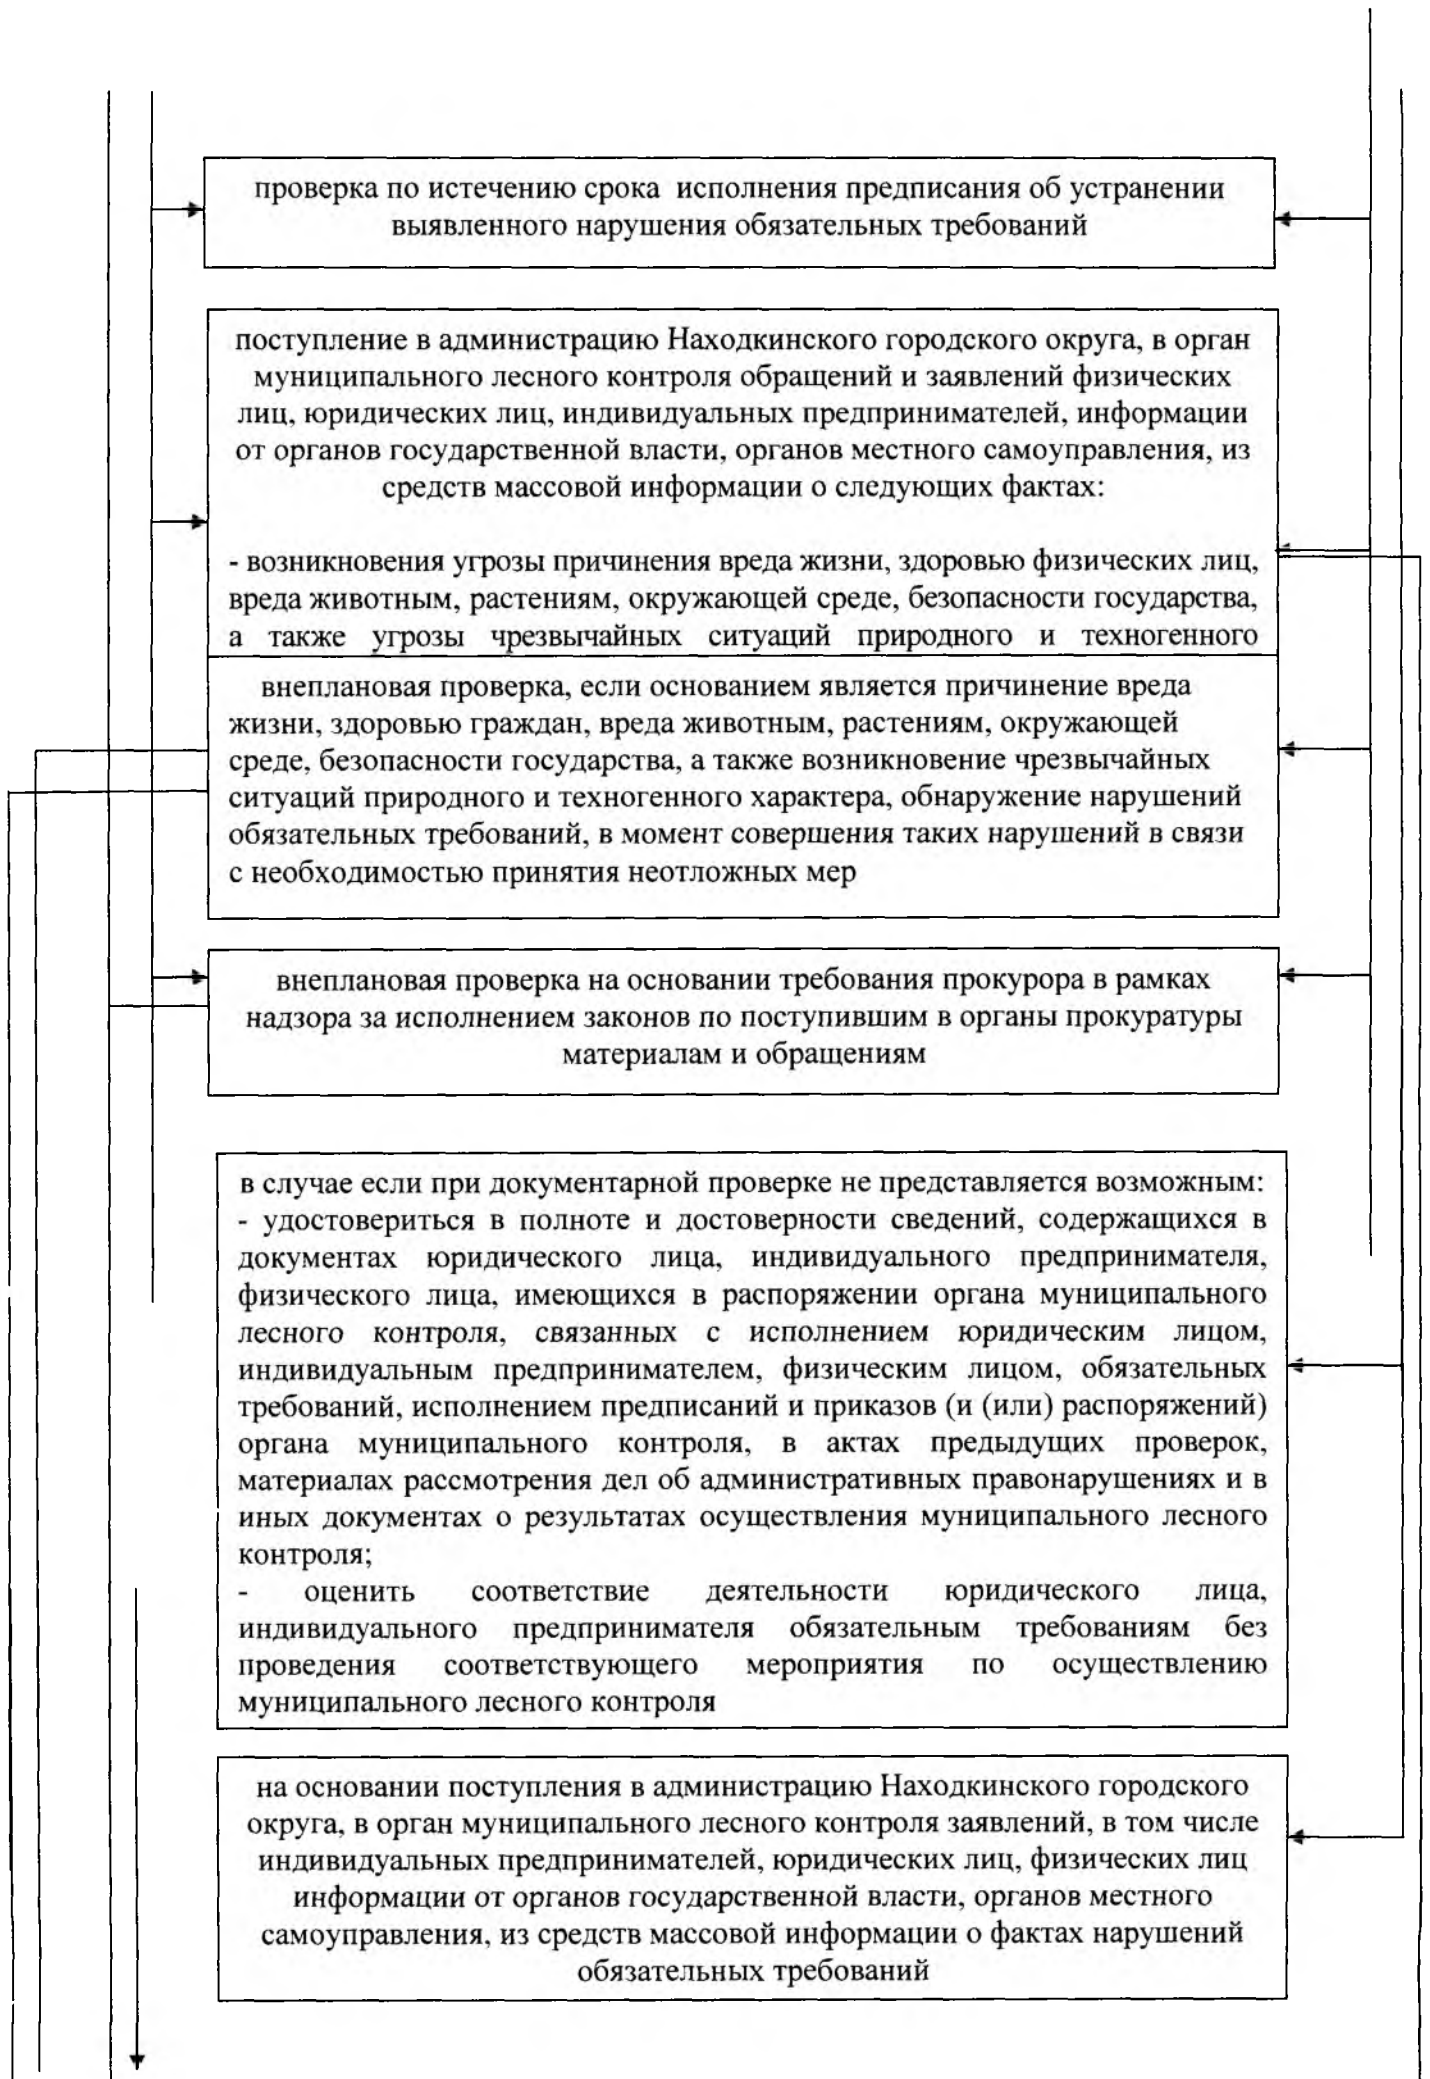 проверка по истечению срока исполнения предписания об устранении
выявленного нарушения обязательных требований
поступление в администрацию Находкинского городского округа, в орган
муниципального лесного контроля обращений и заявлений физических
лиц, юридических лиц, индивидуальных предпринимателей, информации
от органов государственной власти, органов местного самоуправления, из
средств массовой информации о следующих фактах:
- возникновения угрозы причинения вреда жизни, здоровью физических лиц,
вреда животным, растениям, окружающей среде, безопасности государства,
а также угрозы чрезвычайных ситуаций природного и техногенного
внеплановая проверка, если основанием является причинение вреда
жизни, здоровью граждан, вреда животным, растениям, окружающей
среде, безопасности государства, а также возникновение чрезвычайных
ситуаций природного и техногенного характера, обнаружение нарушений
обязательных требований, в момент совершения таких нарушений в связи
с необходимостью принятия неотложных мер
внеплановая проверка на основании требования прокурора в рамках
надзора за исполнением законов по поступившим в органы прокуратуры
материалам и обращениям
в случае если при документарной проверке не представляется возможным:
- удостовериться в полноте и достоверности сведений, содержащихся в
документах юридического лица, индивидуального предпринимателя,
физического лица, имеющихся в распоряжении органа муниципального
лесного контроля, связанных с исполнением юридическим лицом,
индивидуальным предпринимателем, физическим лицом, обязательных
требований, исполнением предписаний и приказов (и (или) распоряжений)
органа муниципального контроля, в актах предыдущих проверок,
материалах рассмотрения дел об административных правонарушениях и в
иных документах о результатах осуществления муниципального лесного
контроля;
- оценить соответствие деятельности юридического лица,
индивидуального предпринимателя обязательным требованиям без
проведения соответствующего мероприятия по осуществлению
муниципального лесного контроля
на основании поступления в администрацию Находкинского городского
округа, в орган муниципального лесного контроля заявлений, в том числе
индивидуальных предпринимателей, юридических лиц, физических лиц
информации от органов государственной власти, органов местного
самоуправления, из средств массовой информации о фактах нарушений
обязательных требований